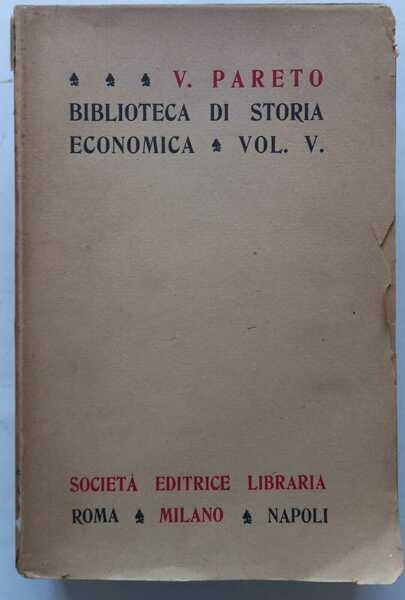 V. PARETO
BIBLIOTECA DI STORIA
ECONOMICA VOL. V.
SOCIETÀ EDITRICE LIBRARIA
ROMA MILANO NAPOLI